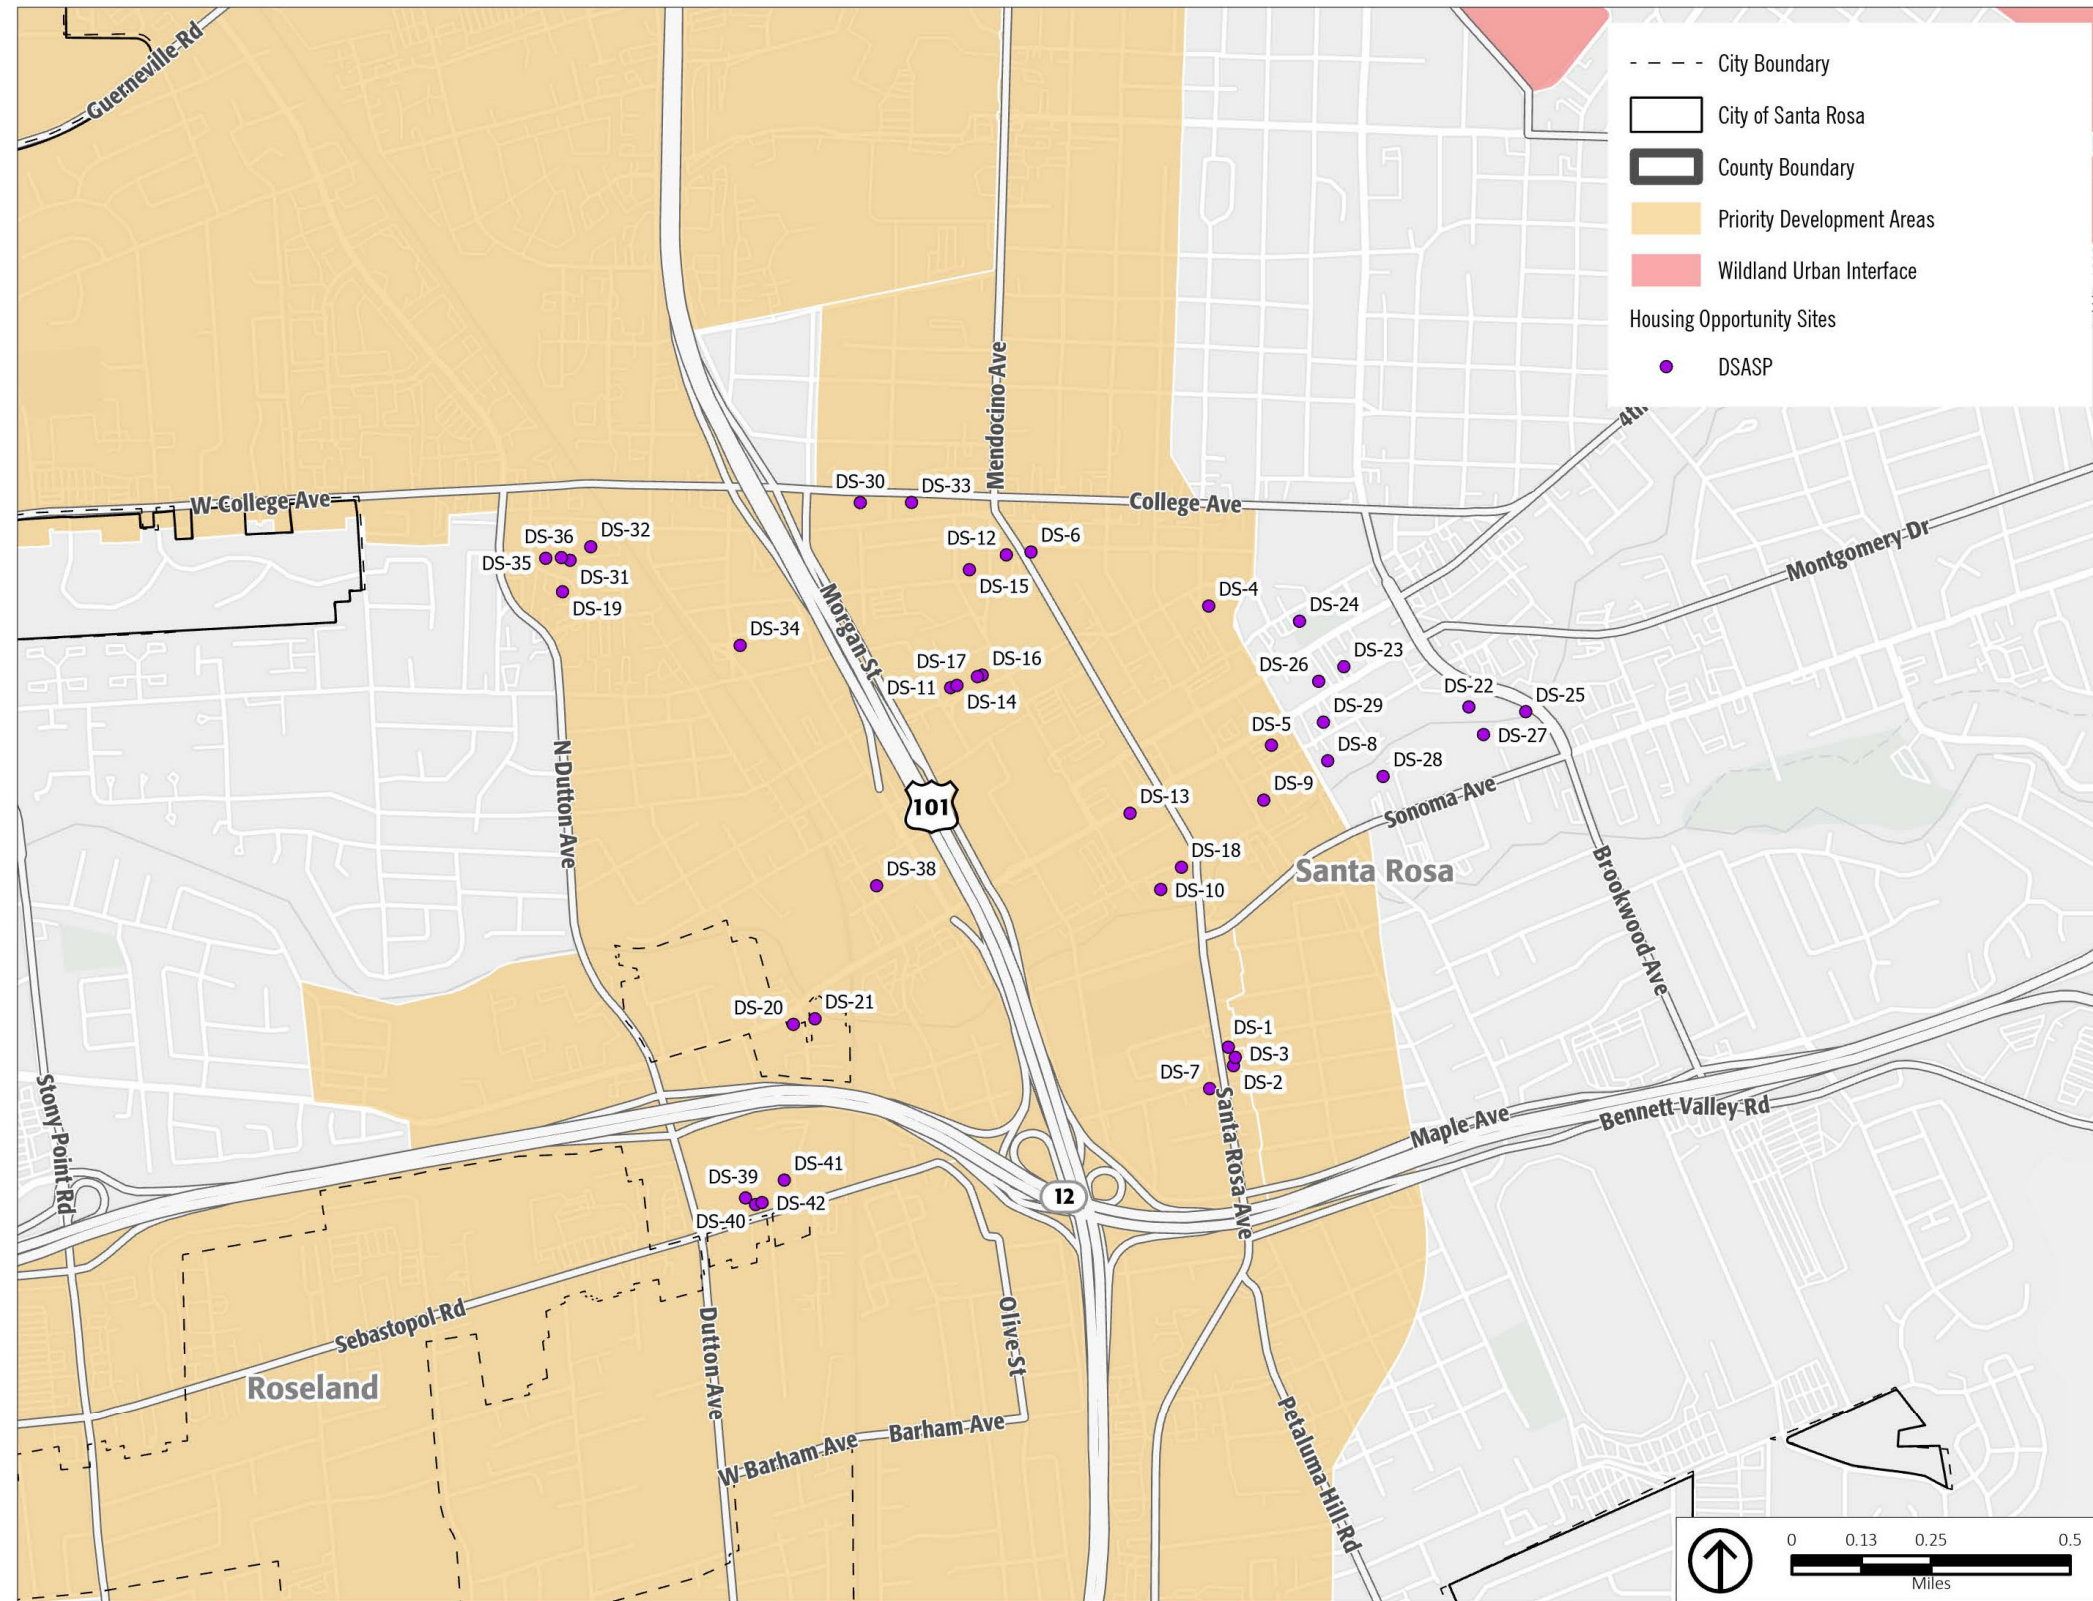 Guerneville Rd
City Boundary
City of Santa Rosa
County Boundary
Priority Development Areas
Wildland Urban Interface
Housing Opportunity Sites
DSASP
4th
Mendocino Ave
W College Ave
DS-30
DS-33
College Ave
DS-36
DS-32
DS-12
DS-6
Montgomery Dr
DS-35
DS-31
DS-15
DS-19
DS-4
DS-24
DS-34
Morgan St
DS-17
DS-16
DS-26
DS-23
DS-11
DS-14
DS-22
DS-25
DS-29
DS-5
DS-27
DS-8
DS-28
N Dutton Ave
101
DS-13
DS-9
Sonoma Ave
DS-18
Santa Rosa
DS-38
DS-10
Brookwood Ave
DS-20
DS-21
DS-1
DS-3
DS-7
DS-2
Stony Point Rd
Santa Rosa Ave
Maple Ave
Bennett Valley Rd
DS-39
DS-41
12
DS-42
DS-40
Sebastopol Rd
Olive St
Dutton Ave
Roseland
W Barham Ave
Barham Ave
Petaluma Hill Rd
0 0.13 0.25 0.5
Miles